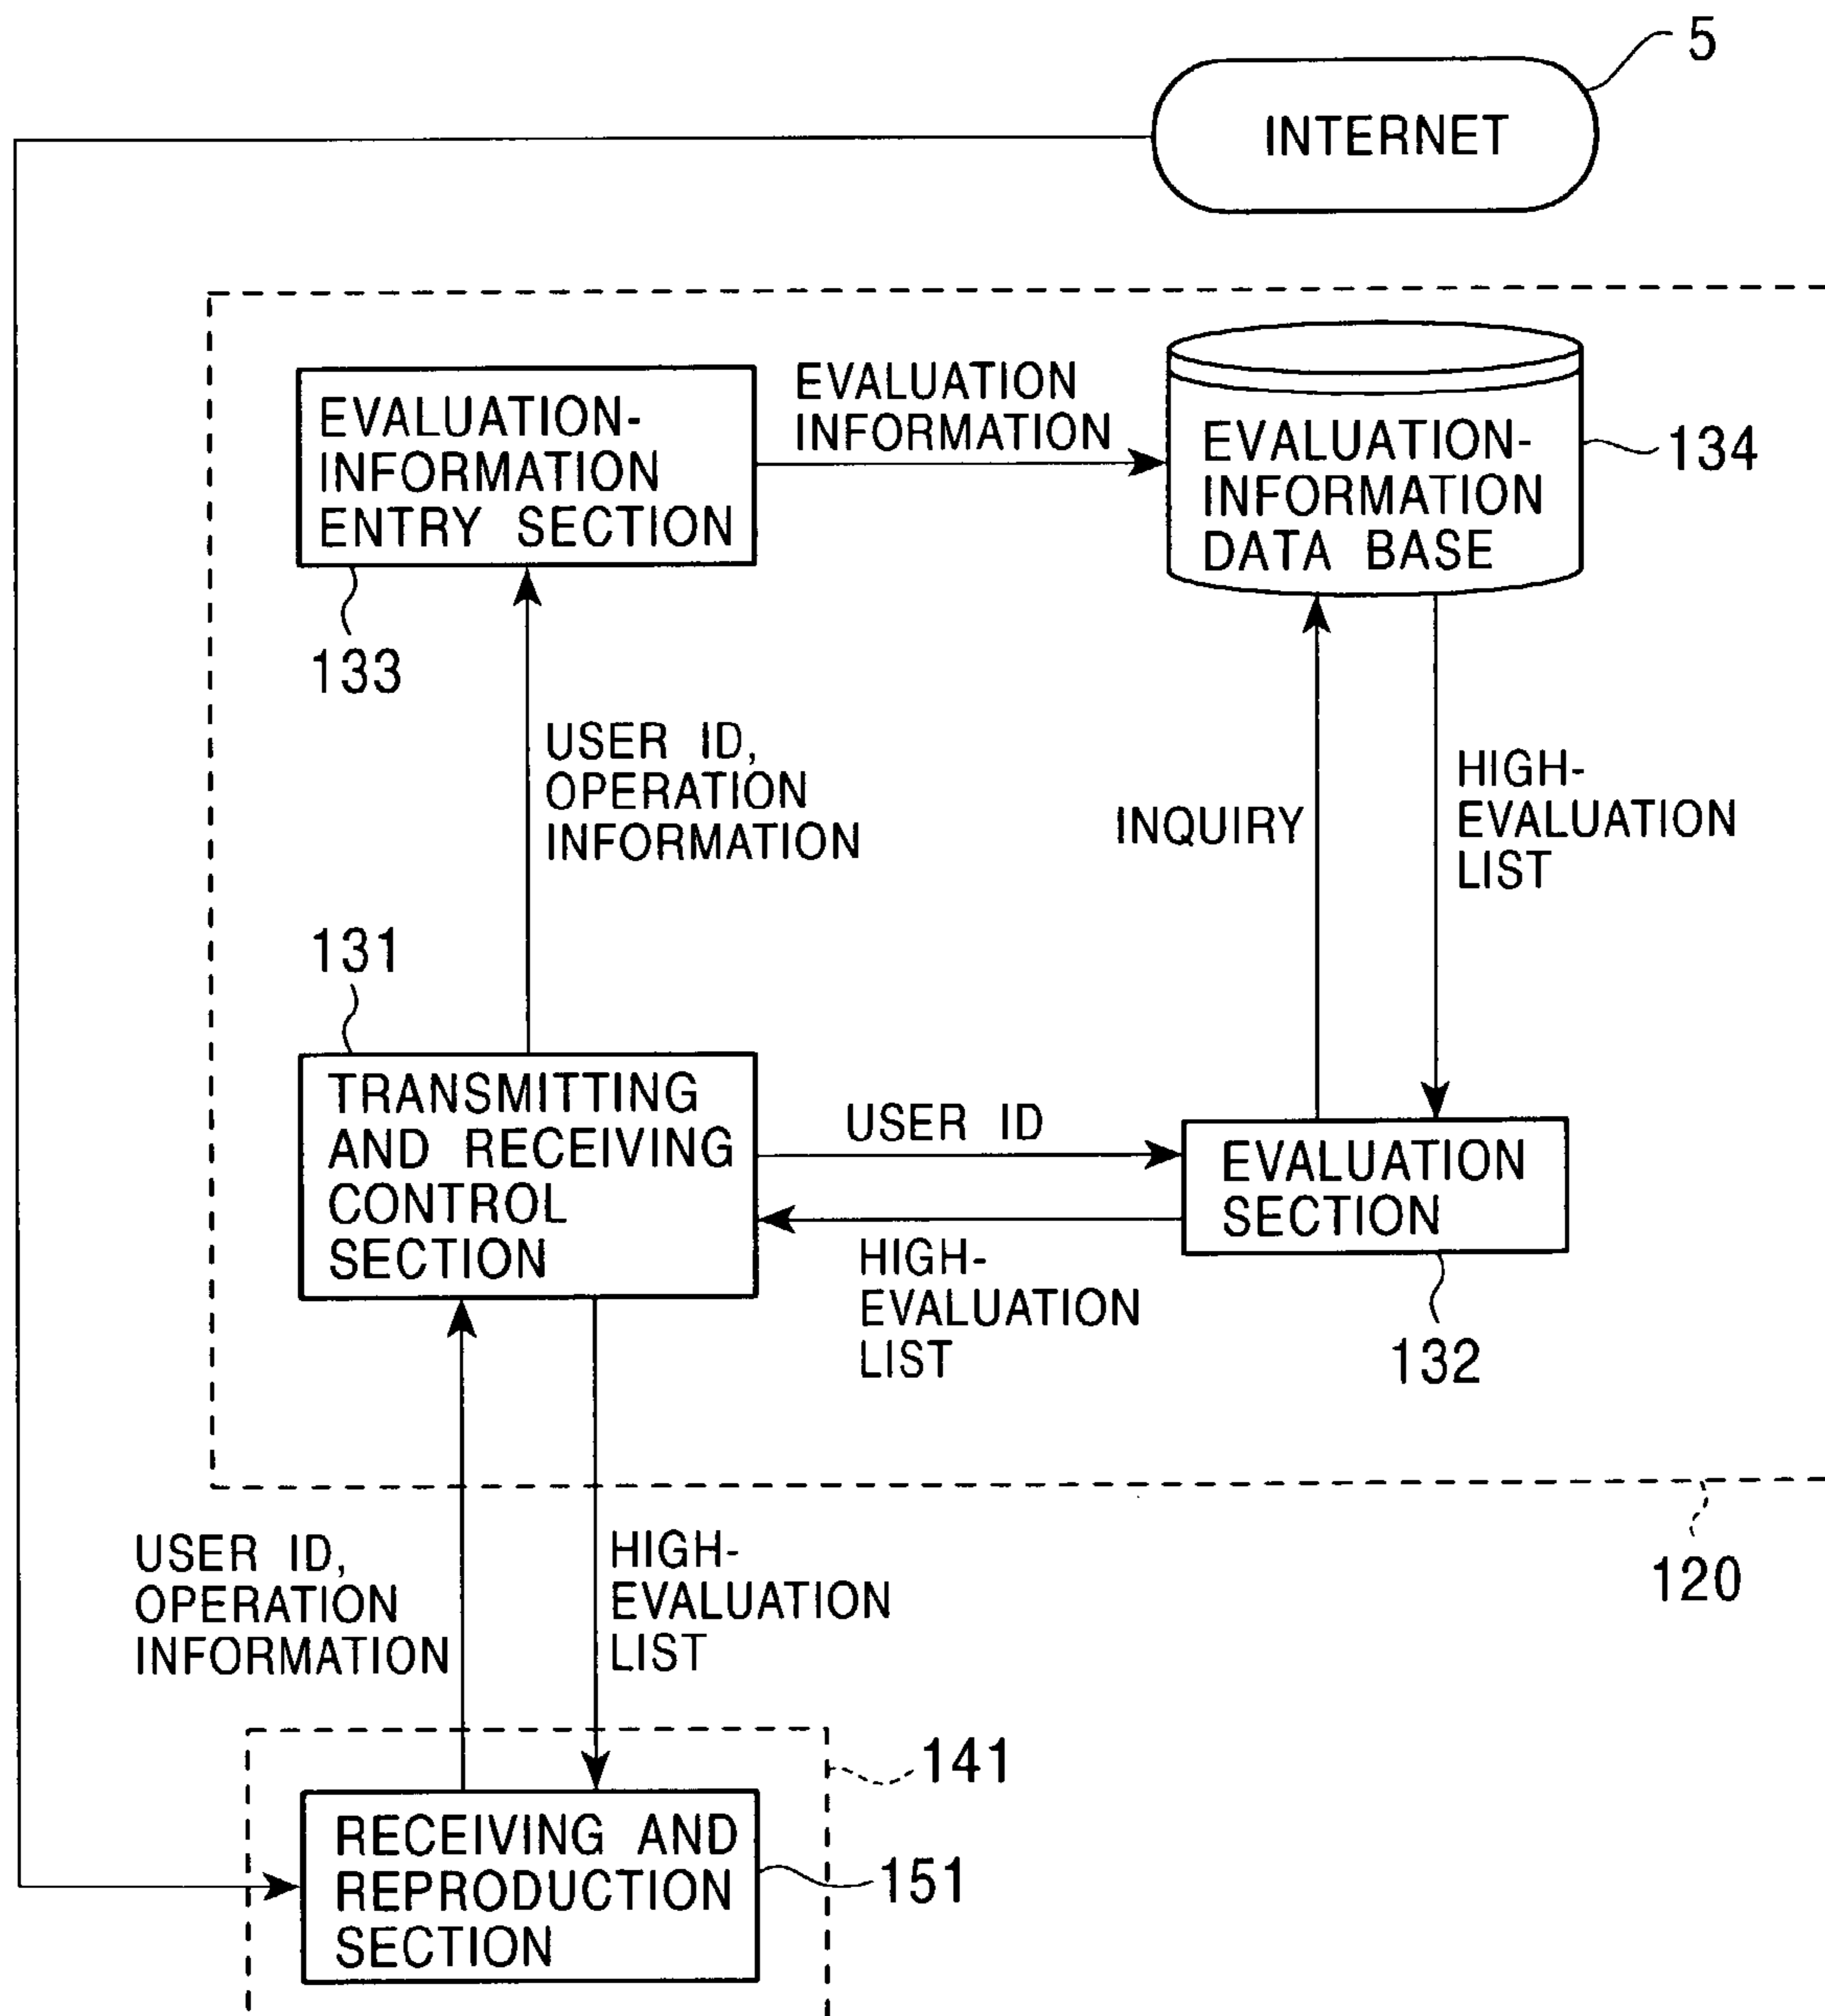 5
INTERNET
EVALUATION-
INFORMATION
ENTRY SECTION
133
EVALUATION
INFORMATION
EVALUATION-
INFORMATION
DATA BASE
134
USER ID,
OPERATION
INFORMATION
INQUIRY
HIGH-
EVALUATION
LIST
131
TRANSMITTING
AND RECEIVING
CONTROL
SECTION
USER ID
HIGH-
EVALUATION
LIST
EVALUATION
SECTION
132
120
USER ID,
OPERATION
INFORMATION
HIGH-
EVALUATION
LIST
141
RECEIVING AND
REPRODUCTION
SECTION
151